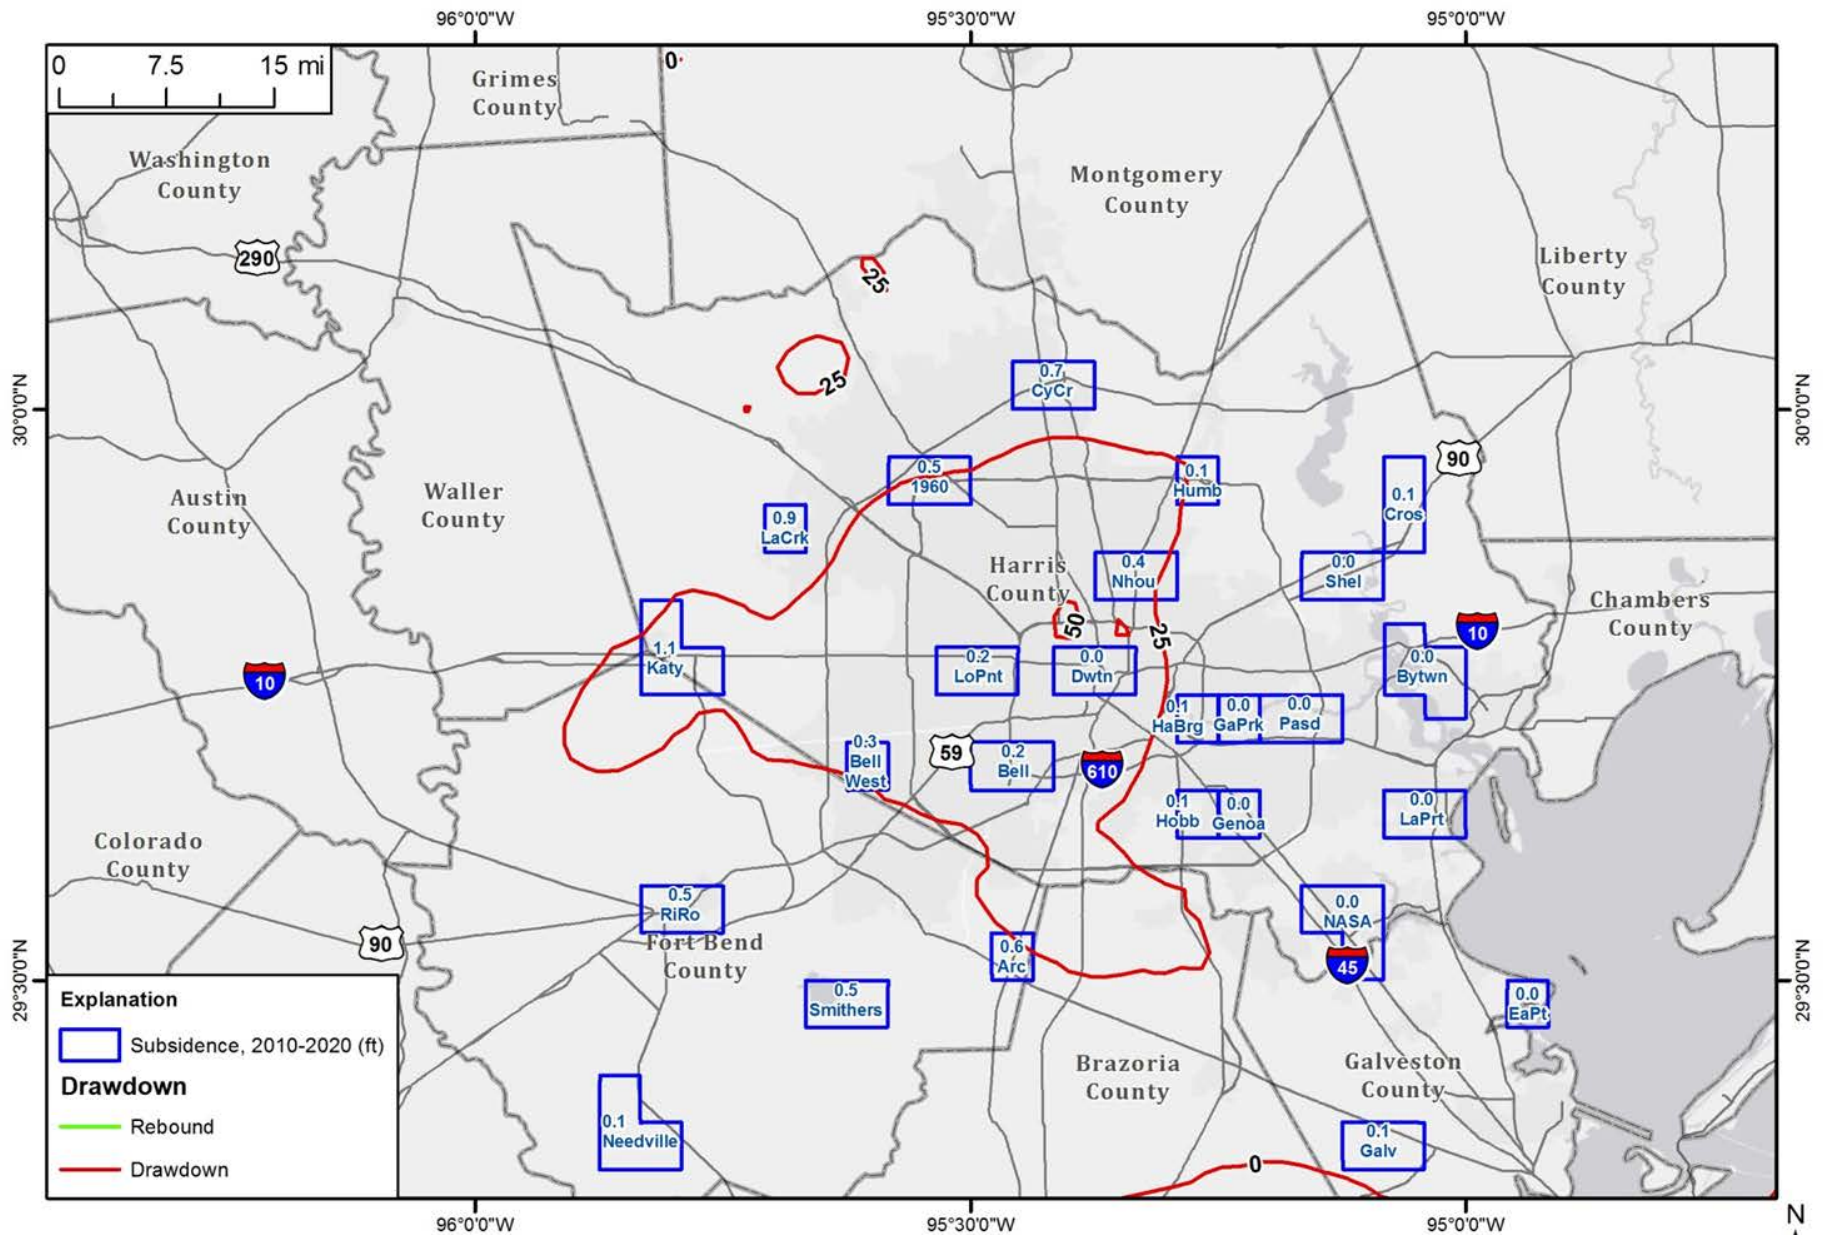 96°0'0"W
95°30'0"W
95°0'0"W
0 7.5 15 mi
Grimes
County
0
Washington
County
Montgomery
County
290
25
Liberty
County
30°0'0"N
25
0.7
CyCr
30°0'0"N
90
0.5
1960
0.1
Humb
0.1
Cros
Austin
County
Waller
County
0.9
LaCrk
Harris
County
0.4
Nhou
0.0
Shel
Chambers
County
50
25
10
10
1.1
Katy
0.2
LoPnt
0.0
Dwtn
0.0
Bytwn
0.1
HaBrg
0.0
GaPrk
0.0
Pasd
0.3
Bell
West
59
0.2
Bell
610
0.1
Hobb
0.0
Genoa
0.0
LaPrt
Colorado
County
0.5
RiRo
0.0
NASA
90
Fort Bend
County
0.6
Arc
45
29°30'0"N
29°30'0"N
0.5
Smithers
0.0
EaPt
Explanation
Subsidence, 2010-2020 (ft)
Drawdown
Rebound
Drawdown
Brazoria
County
Galveston
County
0.1
Needville
0.1
Galv
0
96°0'0"W
95°30'0"W
95°0'0"W
N